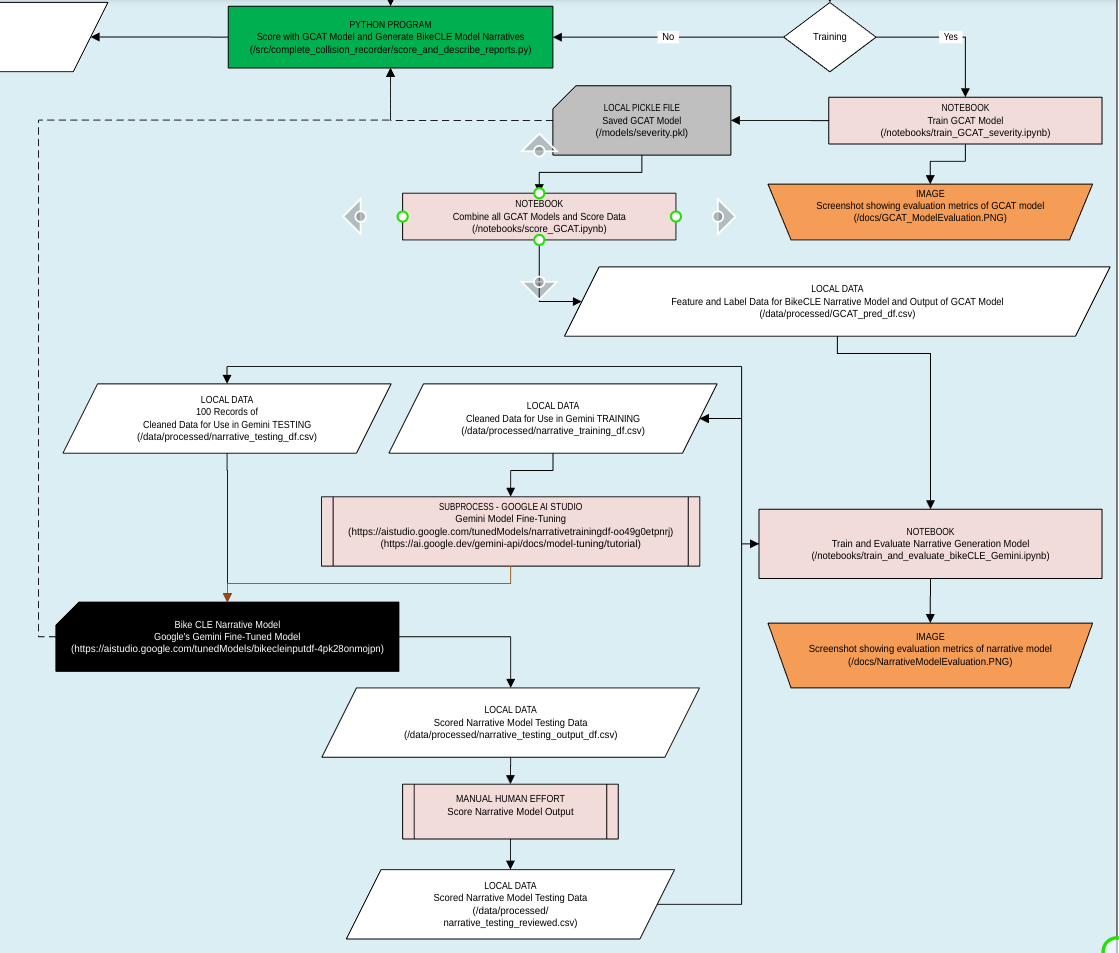 PYTHON PROGRAM
Score with GCAT Model and Generate BikeCLE Model Narratives
(/src/complete_collision_recorder/score_and_describe_reports.py)
No
Training
Yes
LOCAL PICKLE FILE
Saved GCAT Model
(/models/severity.pkl)
NOTEBOOK
Train GCAT Model
(/notebooks/train_GCAT_severity.ipynb)
IMAGE
Screenshot showing evaluation metrics of GCAT model
(/docs/GCAT_ModelEvaluation.PNG)
NOTEBOOK
Combine all GCAT Models and Score Data
(/notebooks/score_GCAT.ipynb)
LOCAL DATA
Feature and Label Data for BikeCLE Narrative Model and Output of GCAT Model
(/data/processed/GCAT_pred_df.csv)
LOCAL DATA
100 Records of
Cleaned Data for Use in Gemini TESTING
(/data/processed/narrative_testing_df.csv)
LOCAL DATA
Cleaned Data for Use in Gemini TRAINING
(/data/processed/narrative_training_df.csv)
SUBPROCESS - GOOGLE AI STUDIO
Gemini Model Fine-Tuning
(https://aistudio.google.com/tunedModels/narrativetrainingdf-oo49g0etpnrj)
(https://ai.google.dev/gemini-api/docs/model-tuning/tutorial)
NOTEBOOK
Train and Evaluate Narrative Generation Model
(/notebooks/train_and_evaluate_bikeCLE_Gemini.ipynb)
Bike CLE Narrative Model
Google's Gemini Fine-Tuned Model
(https://aistudio.google.com/tunedModels/bikecleinputdf-4pk28onmojpn)
IMAGE
Screenshot showing evaluation metrics of narrative model
(/docs/NarrativeModelEvaluation.PNG)
LOCAL DATA
Scored Narrative Model Testing Data
(/data/processed/narrative_testing_output_df.csv)
MANUAL HUMAN EFFORT
Score Narrative Model Output
LOCAL DATA
Scored Narrative Model Testing Data
(/data/processed/
narrative_testing_reviewed.csv)